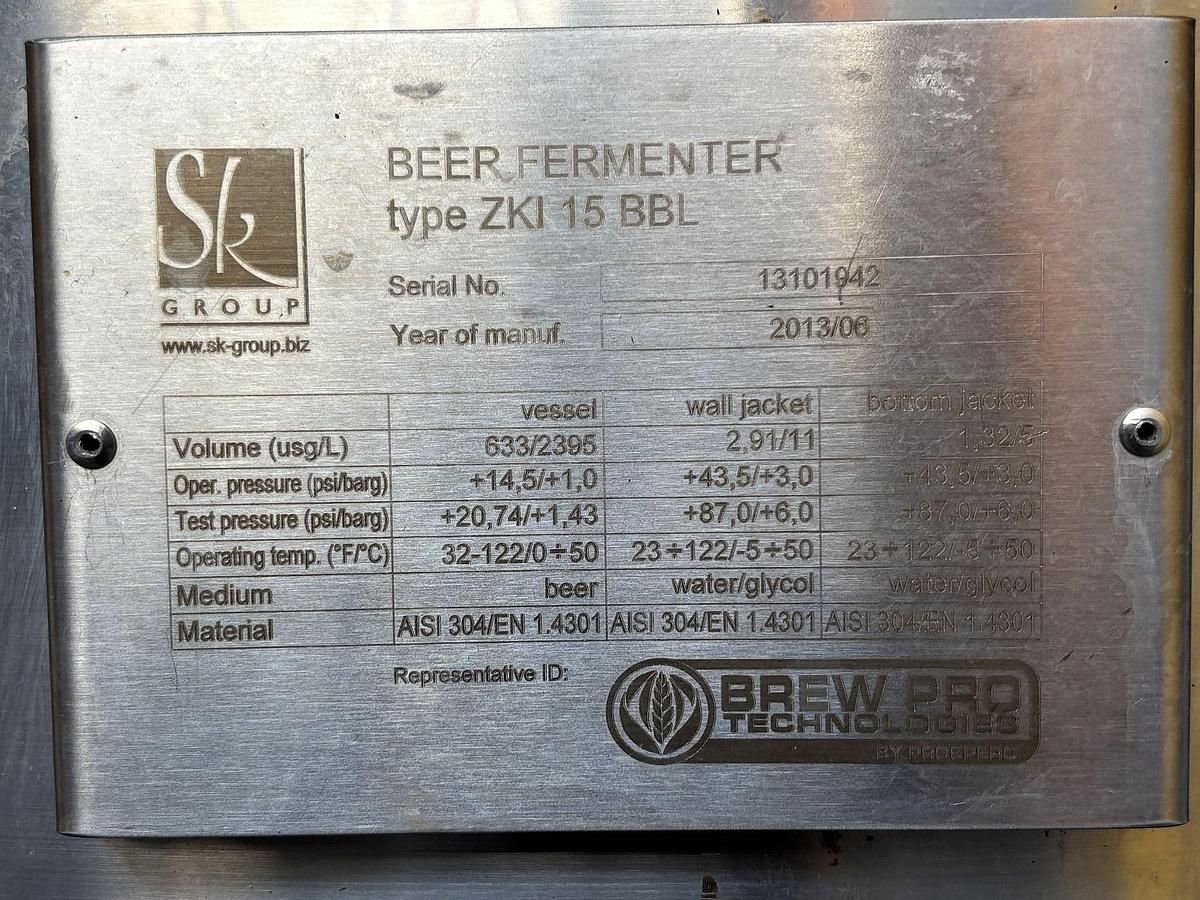 Sk
GROUP
www.sk-group.biz
BEER FERMENTER
type ZKI 15 BBL
Serial No. 13101942
Year of manuf. 2013/06
vessel wall jacket bottom jacket
Volume (usg/L) 633/2395 2,91/11 1,32/5
Oper. pressure (psi/barg) +14,5/+1,0 +43,5/+3,0 +43,5/+3,0
Test pressure (psi/barg) +20,74/+1,43 +87,0/+6,0 +87,0/+6,0
Operating temp. (°F/°C) 32-122/0÷50 23÷122/-5÷50 23÷122/-5÷50
Medium beer water/glycol water/glycol
Material AISI 304/EN 1.4301 AISI 304/EN 1.4301 AISI 304/EN 1.4301
Representative ID:
BREW PRO
TECHNOLOGIES
BY PROSPERO